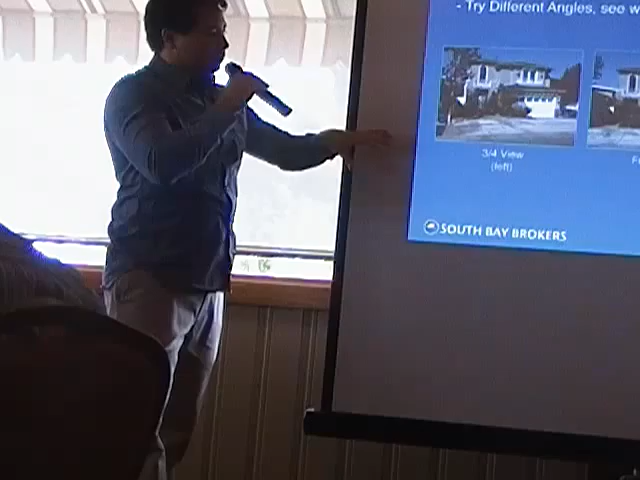 - Try Different Angles, see
3/4 View
(left)
SOUTH BAY BROKERS